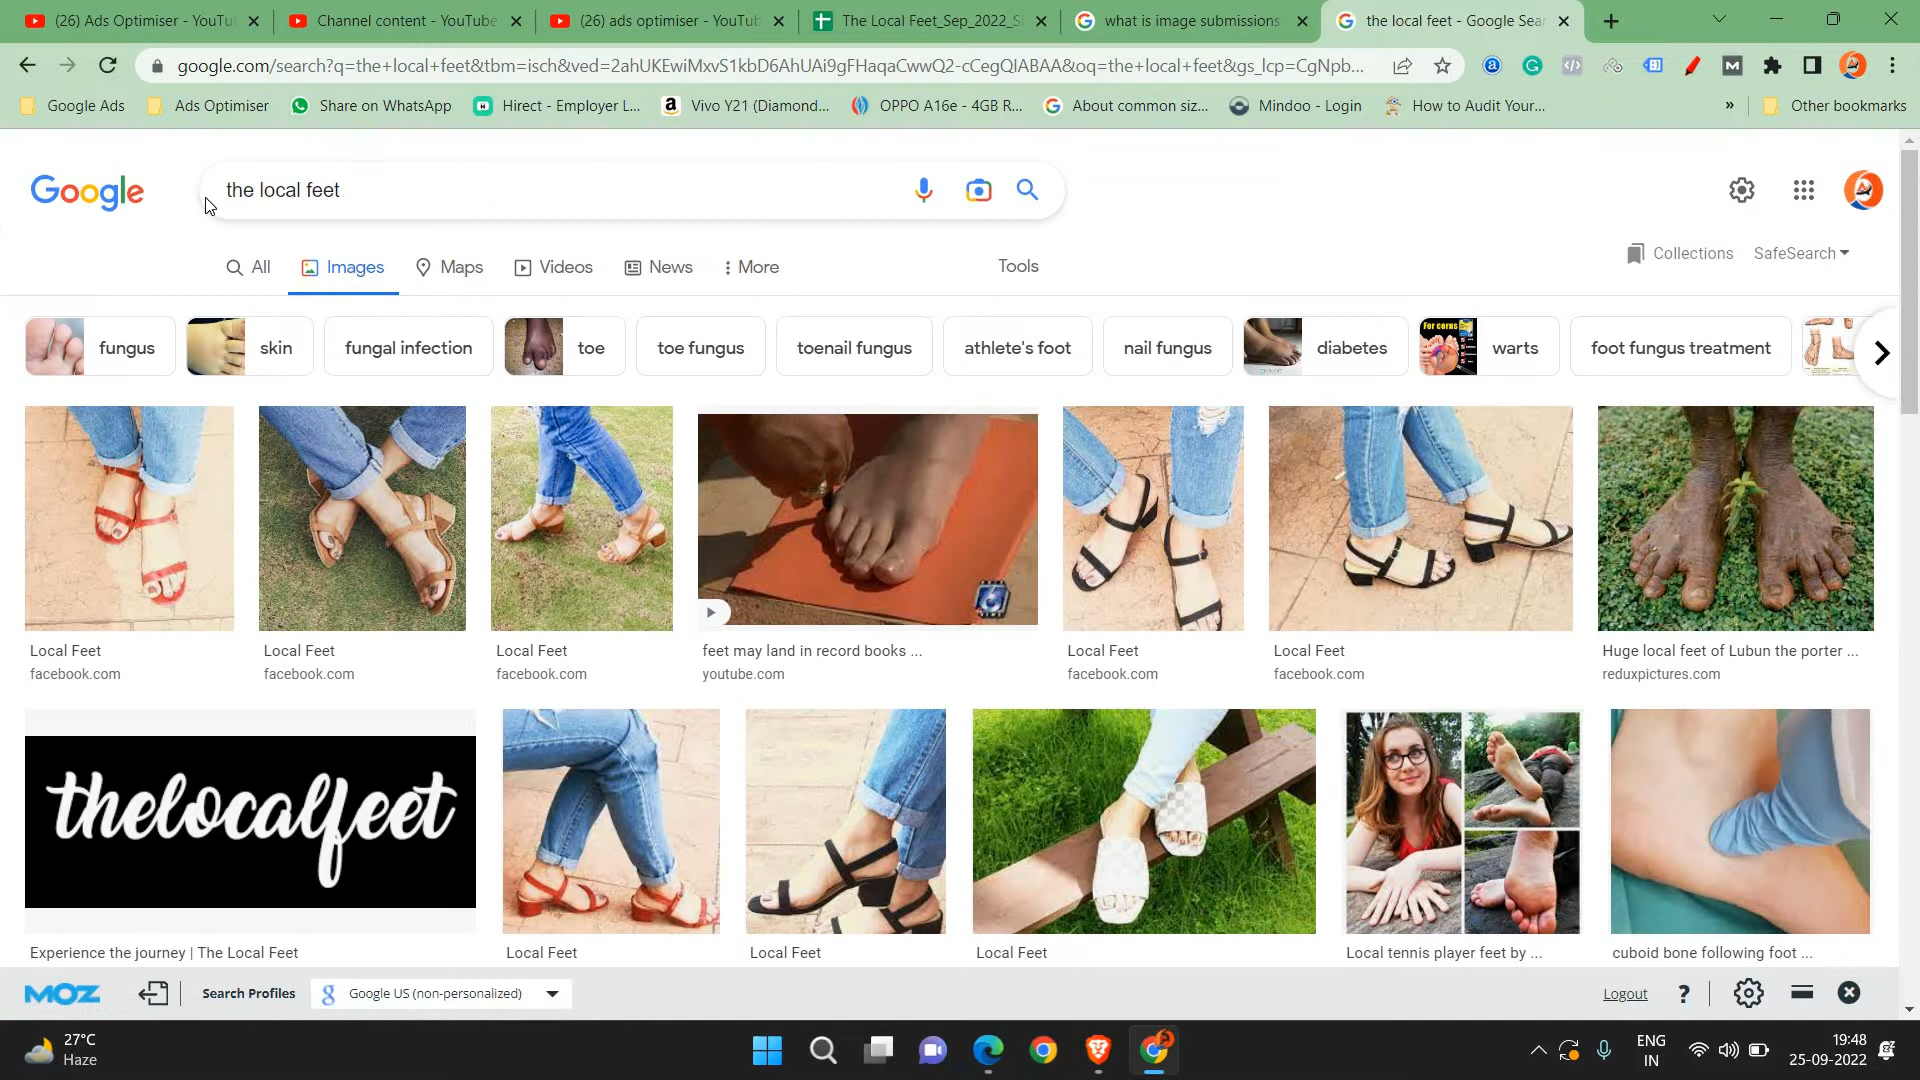 (26) Ads Optimiser - YouTu
Channel content - YouTube
(26) ads optimiser - YouTub
The Local Feet_Sep_2022_S
what is image submissions
the local feet - Google Sear
google.com/search?q=the+local+feet&tbm=isch&ved=2ahUKEwiMxvS1kbD6AhUAi9gFHaqaCwwQ2-cCegQIABAA&oq=the+local+feet&gs_lcp=CgNpb...
Google Ads
Ads Optimiser
Share on WhatsApp
Hirect - Employer L...
Vivo Y21 (Diamond...
OPPO A16e - 4GB R...
About common siz...
Mindoo - Login
How to Audit Your...
»
Other bookmarks
Google
the local feet
All
Images
Maps
Videos
News
More
Tools
Collections
SafeSearch
fungus
skin
fungal infection
toe
toe fungus
toenail fungus
athlete's foot
nail fungus
diabetes
For corns
warts
foot fungus treatment
Local Feet
facebook.com
Local Feet
facebook.com
Local Feet
facebook.com
feet may land in record books ...
youtube.com
Local Feet
facebook.com
Local Feet
facebook.com
Huge local feet of Lubun the porter ...
reduxpictures.com
thelocalfeet
Experience the journey | The Local Feet
Local Feet
Local Feet
Local Feet
Local tennis player feet by ...
cuboid bone following foot ...
MOZ
Search Profiles
Google US (non-personalized)
Logout
?
27°C
Haze
ENG
IN
19:48
25-09-2022